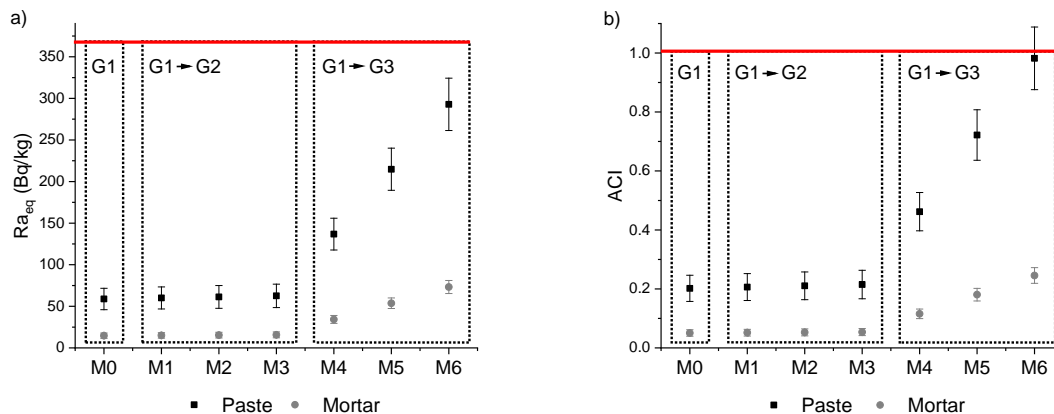 a)
Ra_eq (Bq/kg)
350
300
250
200
150
100
50
0
G1
G1 → G2
G1 → G3
M0 M1 M2 M3 M4 M5 M6
Paste Mortar
b)
ACI
1.0
0.8
0.6
0.4
0.2
0.0
G1
G1 → G2
G1 → G3
M0 M1 M2 M3 M4 M5 M6
Paste Mortar